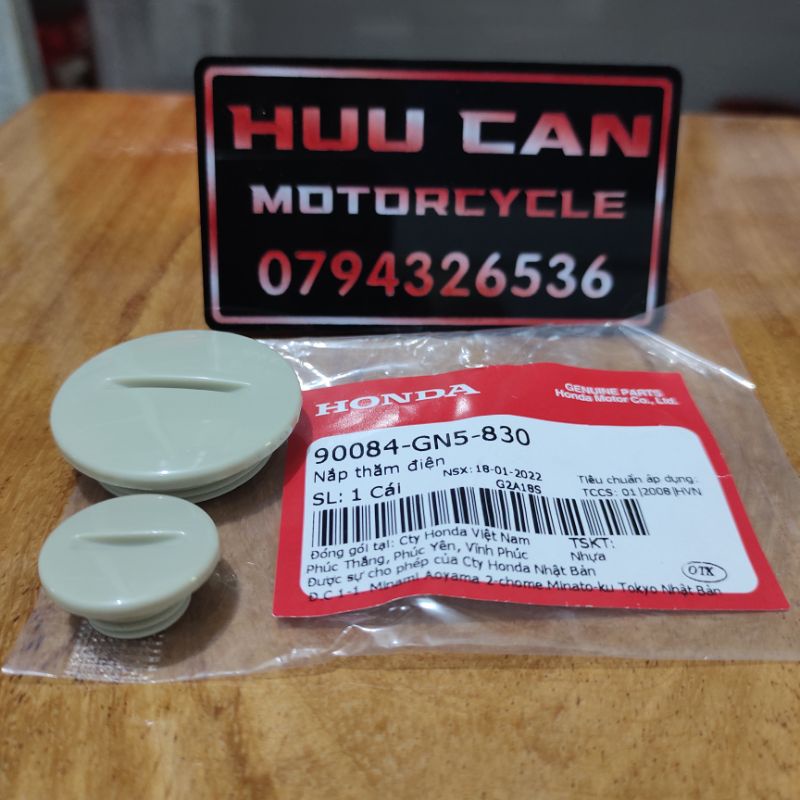 HUU CAN
MOTORCYCLE
0794326536
HONDA
GENUINE PARTS
Honda Motor Co., Ltd.
90084-GN5-830
Nắp thăm điện
NSX: 18-01-2022
Tiêu chuẩn áp dụng:
SL: 1 Cái
G2A18S
TCCS: 01|2008|HVN
Đóng gói tại: Cty Honda Việt Nam
TSKT:
Phúc Thắng, Phúc Yên, Vĩnh Phúc
Nhựa
Được sự cho phép của Cty Honda Nhật Bản
OTK
Đ.C 1-1, Minami Aoyama 2-chome Minato-ku Tokyo Nhật Bản